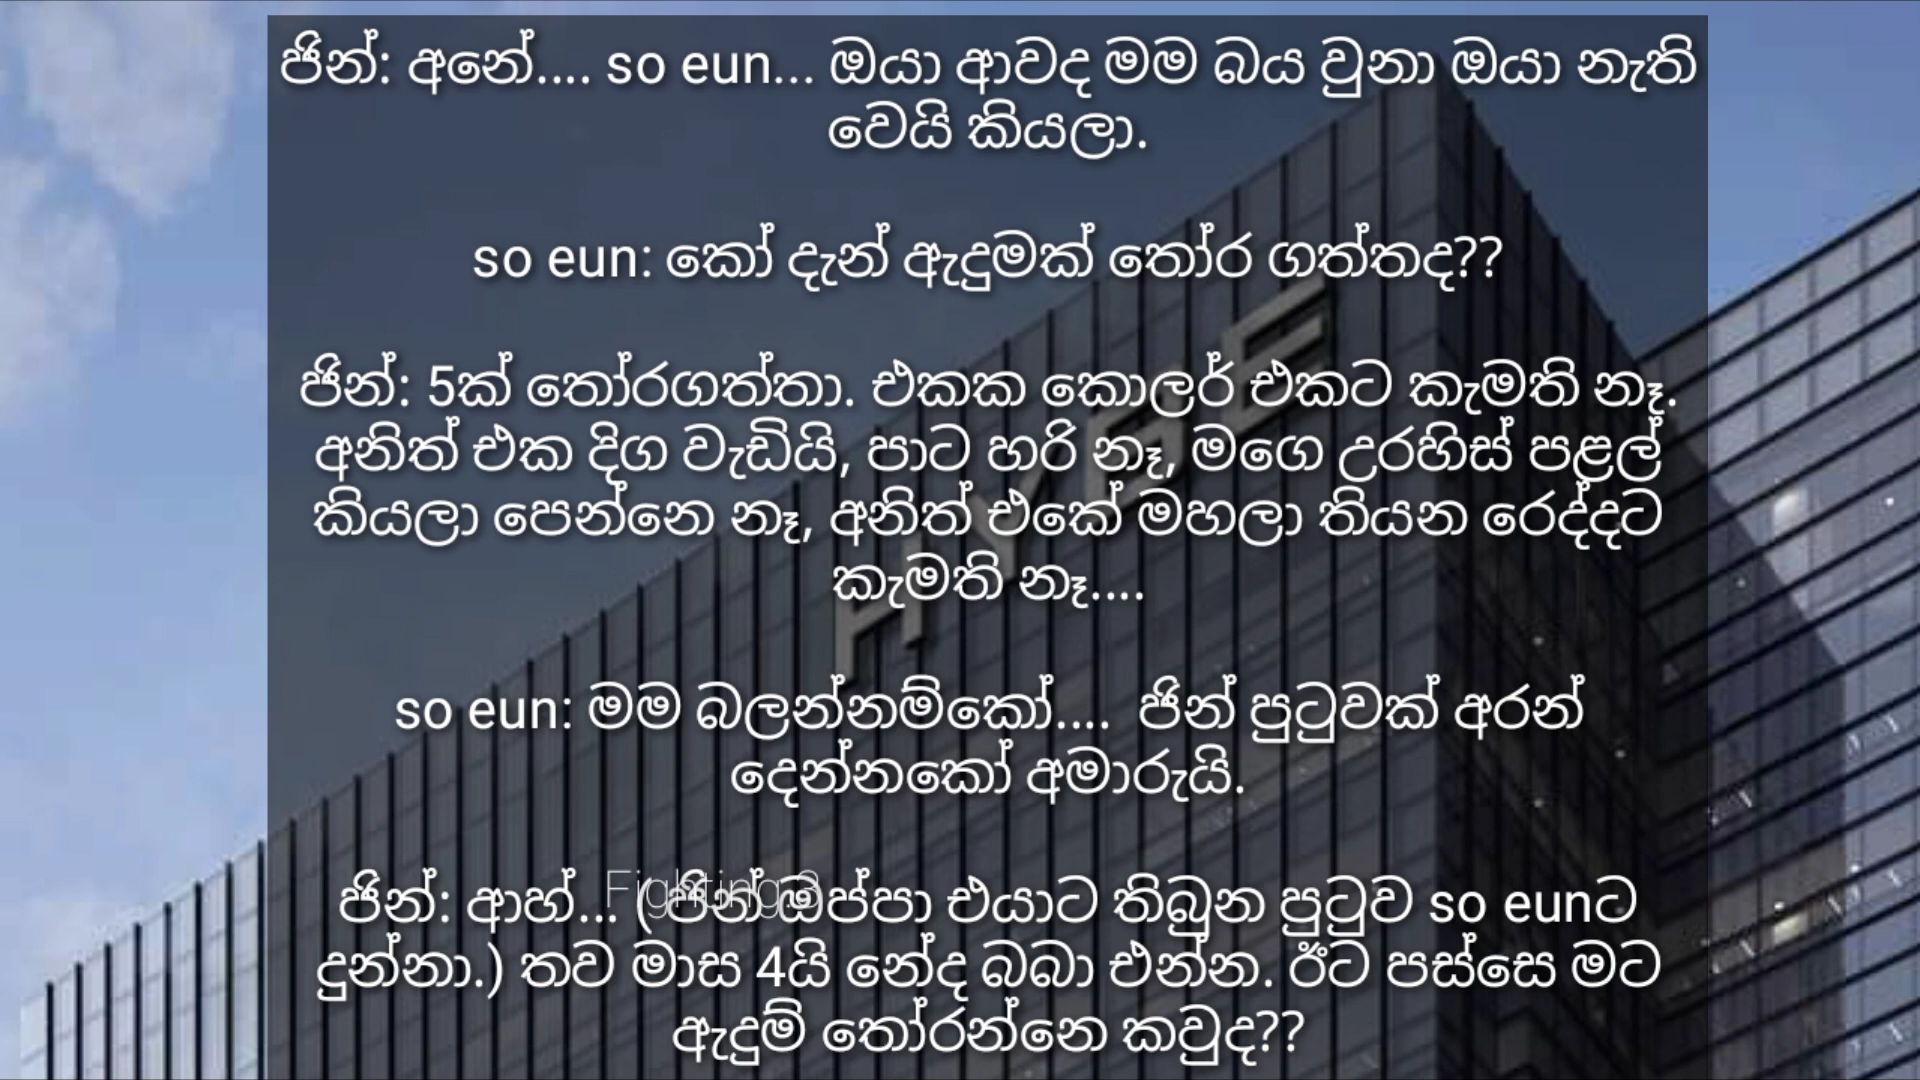 ජින්: අනේ.... so eun... ඔයා ආවද මම බය වුනා ඔයා නැති
වෙයි කියලා.
so eun: කෝ දැන් ඇදුමක් තෝර ගත්තද??
ජින්: 5ක් තෝරගත්තා. එකක කොලර් එකට කැමති නෑ.
අනිත් එක දිග වැඩියි, පාට හරි නෑ, මගෙ උරහිස් පළල්
කියලා පෙන්නෙ නෑ, අනිත් එකේ මහලා තියන රෙද්දට
කැමති නෑ....
so eun: මම බලන්නම්කෝ.... ජින් පුටුවක් අරන්
දෙන්නකෝ අමාරුයි.
ජින්: ආහ්... (ජින් ඔප්පා එයාට තිබුන පුටුව so eunට
දුන්නා.) තව මාස 4යි නේද බබා එන්න. ඊට පස්සෙ මට
ඇදුම් තෝරන්නෙ කවුද??
HYBE
Fighting.3